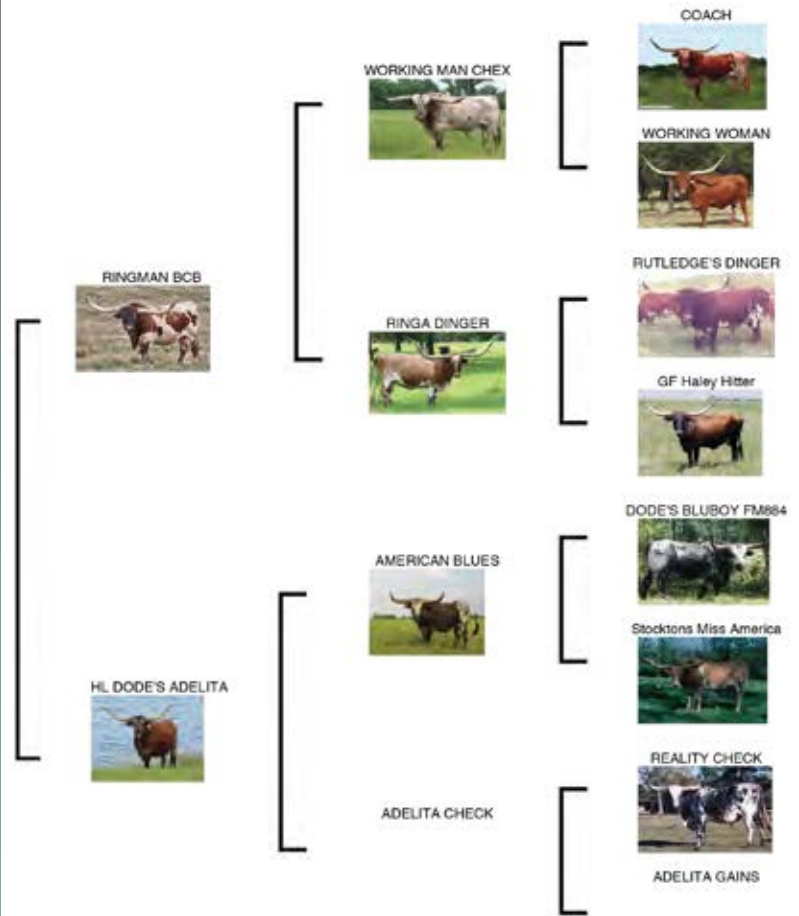 COACH
WORKING MAN CHEX
WORKING WOMAN
RUTLEDGE'S DINGER
RINGMAN BCB
RINGA DINGER
GF Haley Hitter
DODE'S BLUBOY FM884
AMERICAN BLUES
Stocktons Miss America
HL DODE'S ADELITA
REALITY CHECK
ADELITA CHECK
ADELITA GAINS